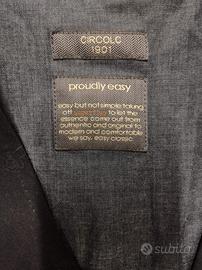 CIRCOLO
1901
proudly easy
easy but not simple taking
off to let the
essence come out from
authentic and original to
modern and comfortable
we say, easy classic.
subito